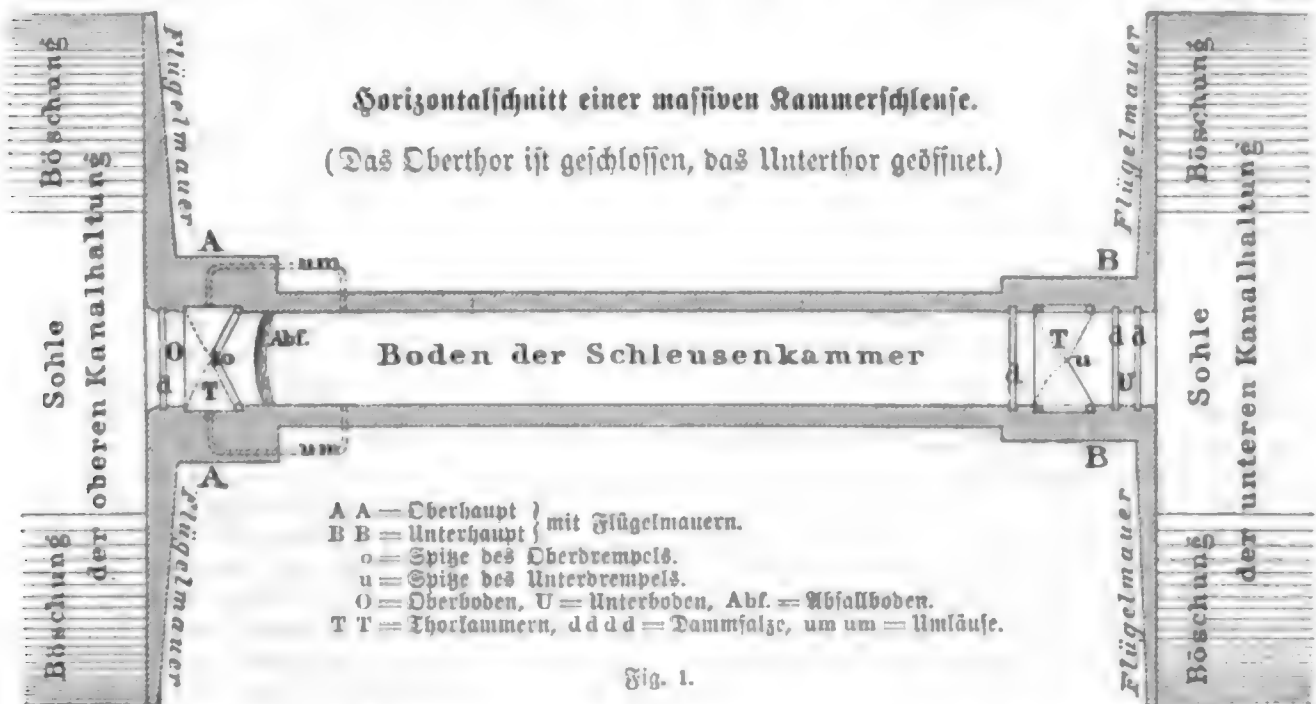 Horizontalschnitt einer massiven Kammerschleuse.
(Das Oberthor ist geschlossen, das Unterthor geöffnet.)
Böschung
Flügelmauer
Sohle
der oberen Kanalhaltung
Böschung
Flügelmauer
A
um
O
d
o
T
Abf.
Boden der Schleusenkammer
um
A
Flügelmauer
Böschung
B
d
T
u
d
d
U
B
Flügelmauer
Böschung
Sohle
der unteren Kanalhaltung
Böschung
A A = Oberhaupt
B B = Unterhaupt
mit Flügelmauern.
o = Spitze des Oberdrempels.
u = Spitze des Unterdrempels.
O = Oberboden, U = Unterboden, Abf. = Abfallboden.
T T = Thorkammern, d d d d = Dammfalze, um um = Umläufe.
Fig. 1.